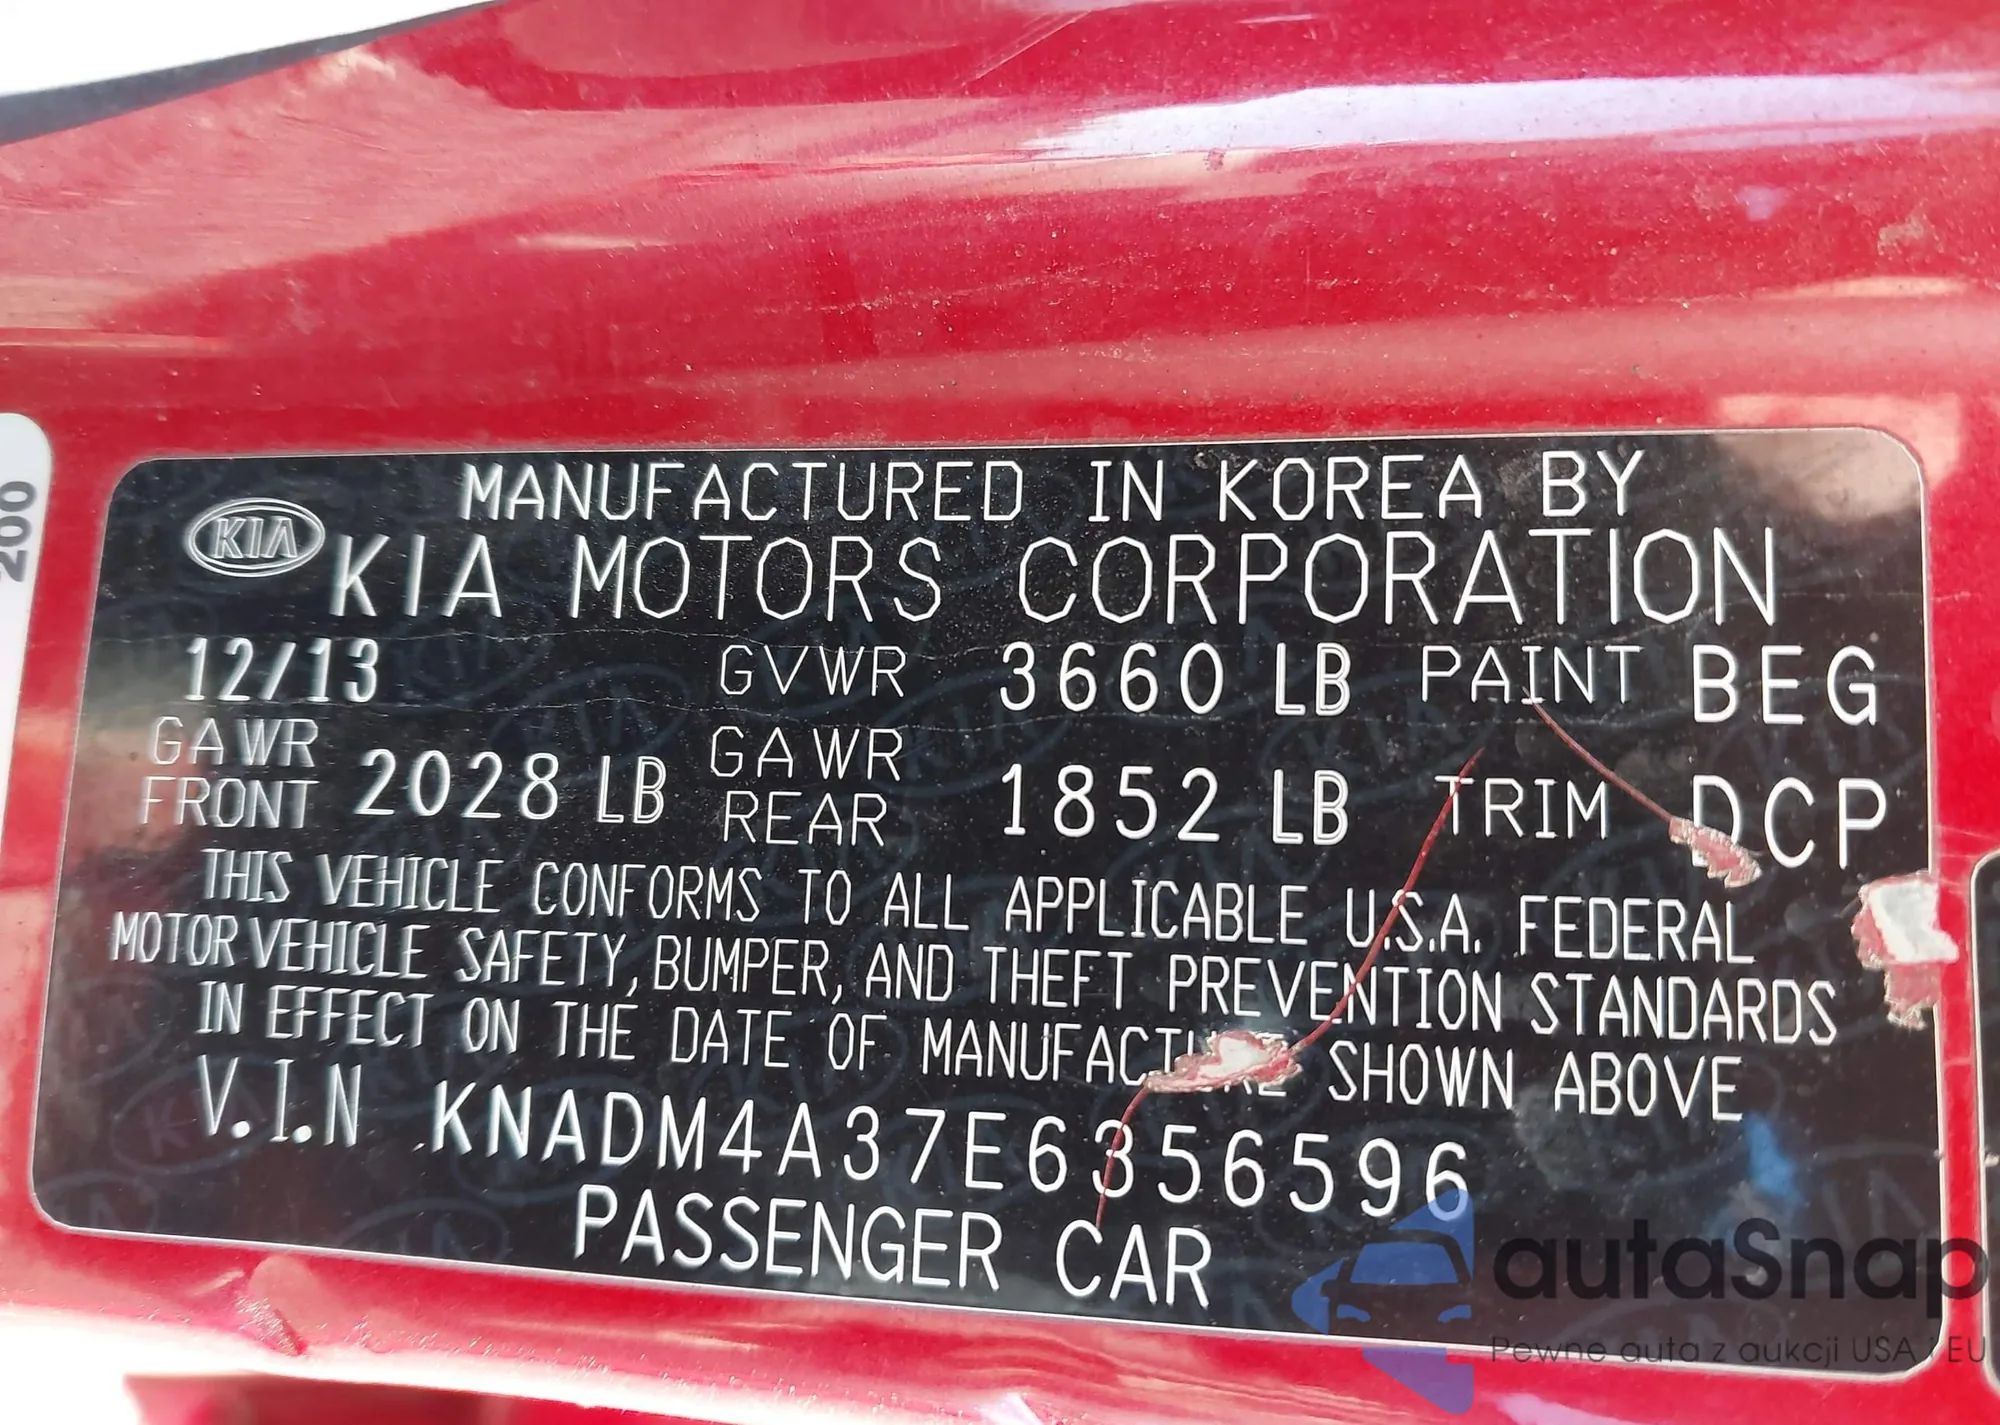 200
MANUFACTURED IN KOREA BY
KIA KIA MOTORS CORPORATION
12/13 GVWR 3660 LB PAINT BEG
GAWR FRONT 2028 LB GAWR REAR 1852 LB TRIM DCP
THIS VEHICLE CONFORMS TO ALL APPLICABLE U.S.A. FEDERAL
MOTOR VEHICLE SAFETY, BUMPER, AND THEFT PREVENTION STANDARDS
IN EFFECT ON THE DATE OF MANUFACTURE SHOWN ABOVE
V.I.N KNADM4A37E6356596
PASSENGER CAR
autaSnap
Pewne auta z aukcji USA i EU